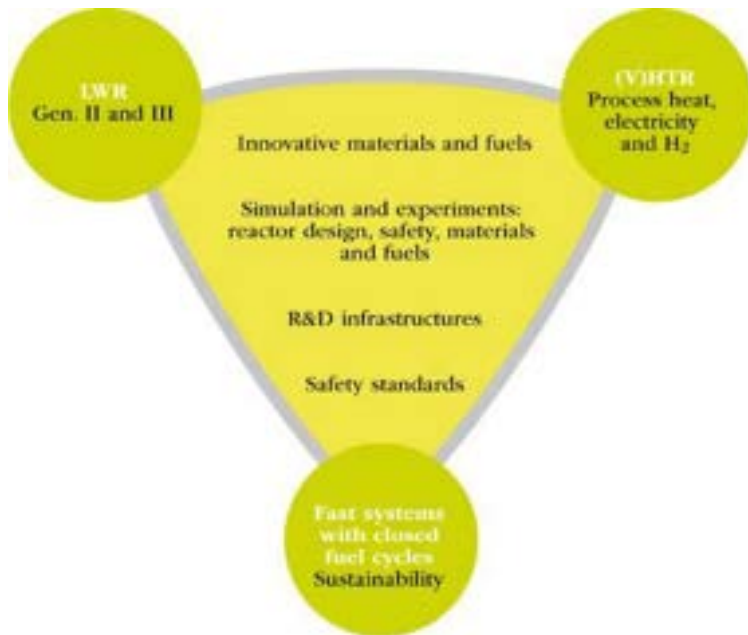 LWR
Gen. II and III
(V)HTR
Process heat,
electricity
and H₂
Innovative materials and fuels
Simulation and experiments:
reactor design, safety, materials
and fuels
R&D infrastructures
Safety standards
Fast systems
with closed
fuel cycles
Sustainability